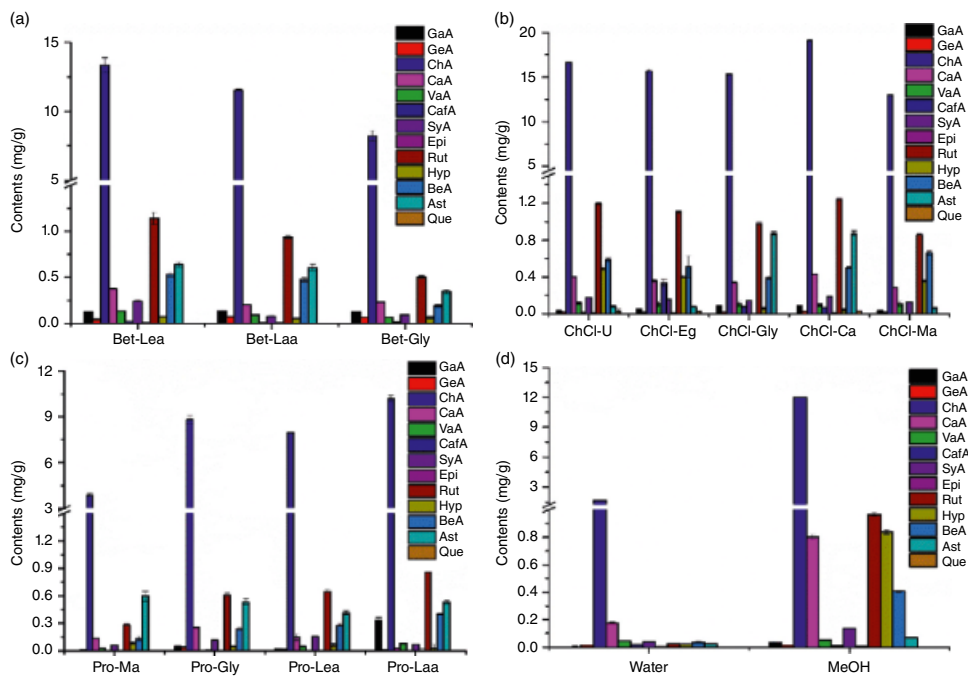 (a)
Contents (mg/g)
15
10
5
1.0
0.5
0.0
Bet-Lea
Bet-Laa
Bet-Gly
GaA
GeA
ChA
CaA
VaA
CafA
SyA
Epi
Rut
Hyp
BeA
Ast
Que
(b)
Contents (mg/g)
20
15
10
5
1.2
0.8
0.4
0.0
ChCl-U
ChCl-Eg
ChCl-Gly
ChCl-Ca
ChCl-Ma
GaA
GeA
ChA
CaA
VaA
CafA
SyA
Epi
Rut
Hyp
BeA
Ast
Que
(c)
Contents (mg/g)
12
9
6
3
1.2
0.9
0.6
0.3
0.0
Pro-Ma
Pro-Gly
Pro-Lea
Pro-Laa
GaA
GeA
ChA
CaA
VaA
CafA
SyA
Epi
Rut
Hyp
BeA
Ast
Que
(d)
Contents (mg/g)
15
12
9
6
3
0.8
0.6
0.4
0.2
0.0
Water
MeOH
GaA
GeA
ChA
CaA
VaA
CafA
SyA
Epi
Rut
Hyp
BeA
Ast
Que